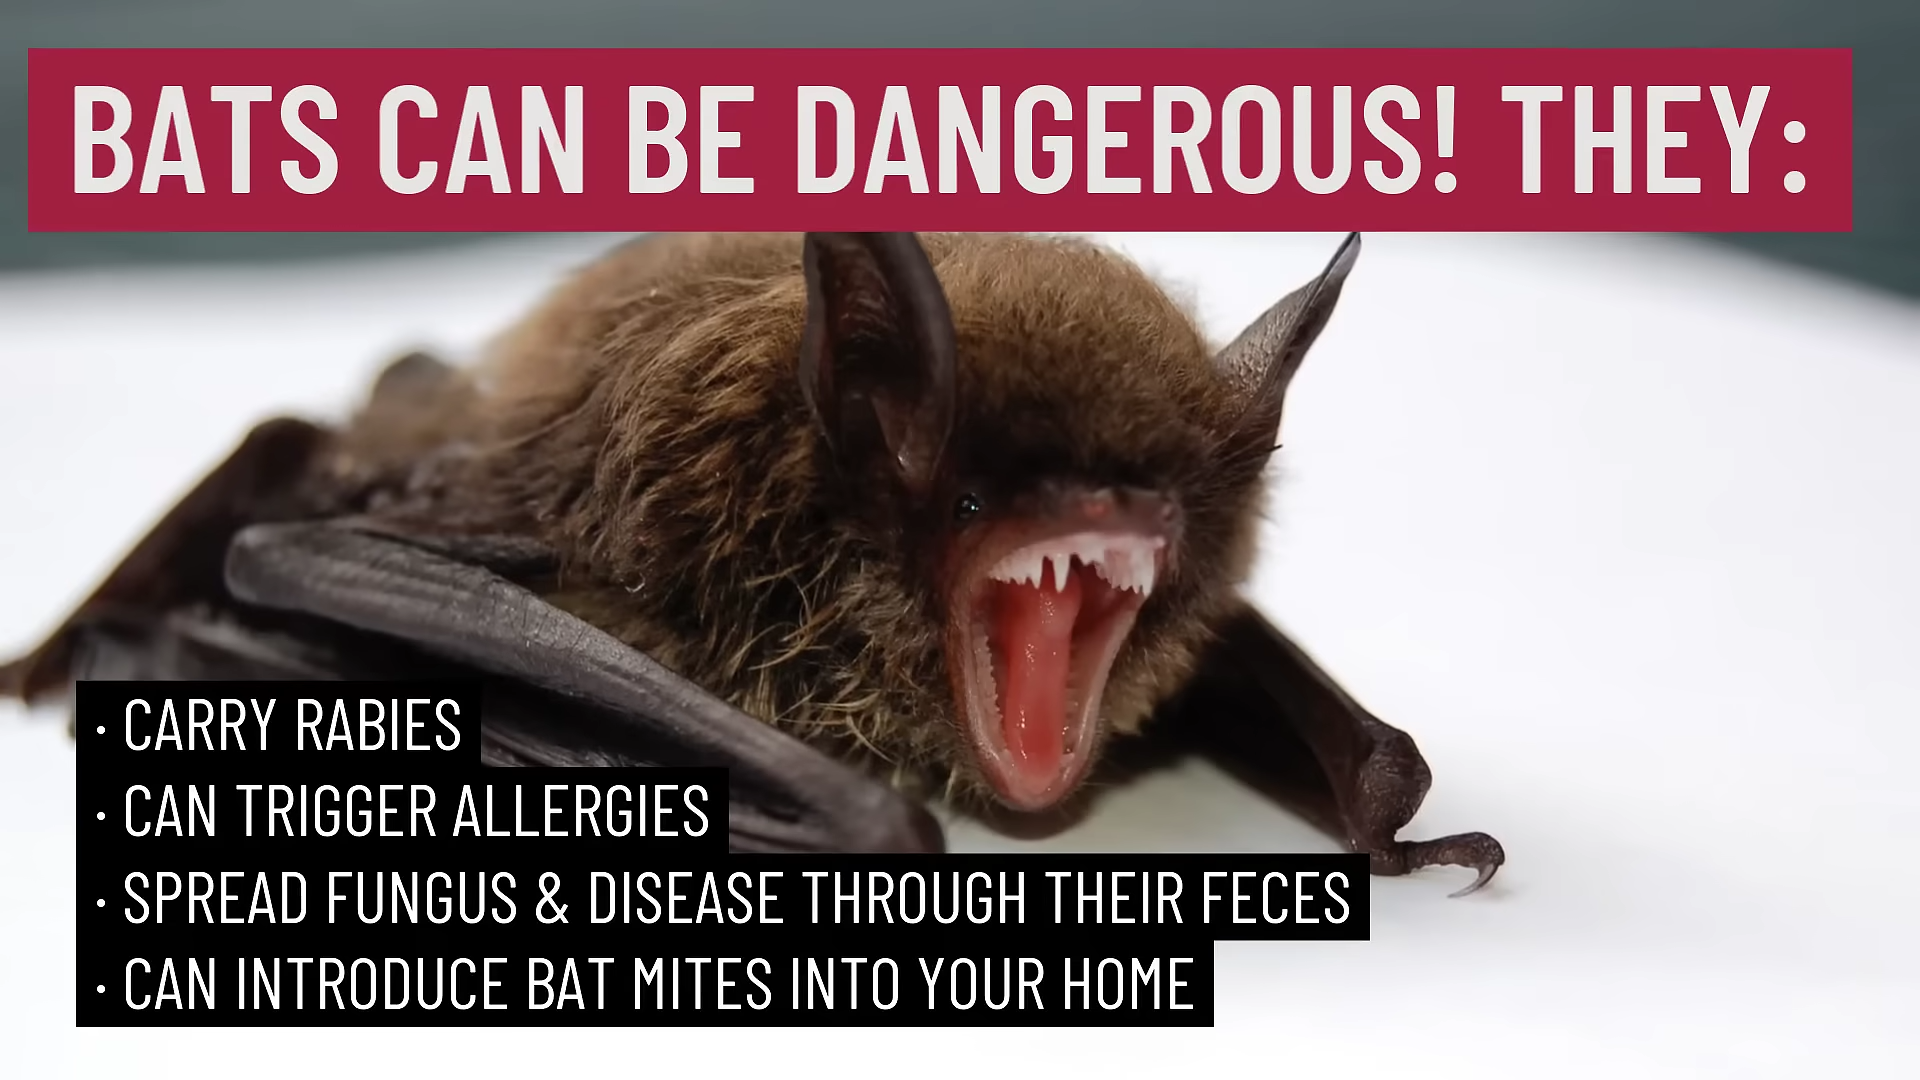 BATS CAN BE DANGEROUS! THEY:
· CARRY RABIES
· CAN TRIGGER ALLERGIES
· SPREAD FUNGUS & DISEASE THROUGH THEIR FECES
· CAN INTRODUCE BAT MITES INTO YOUR HOME